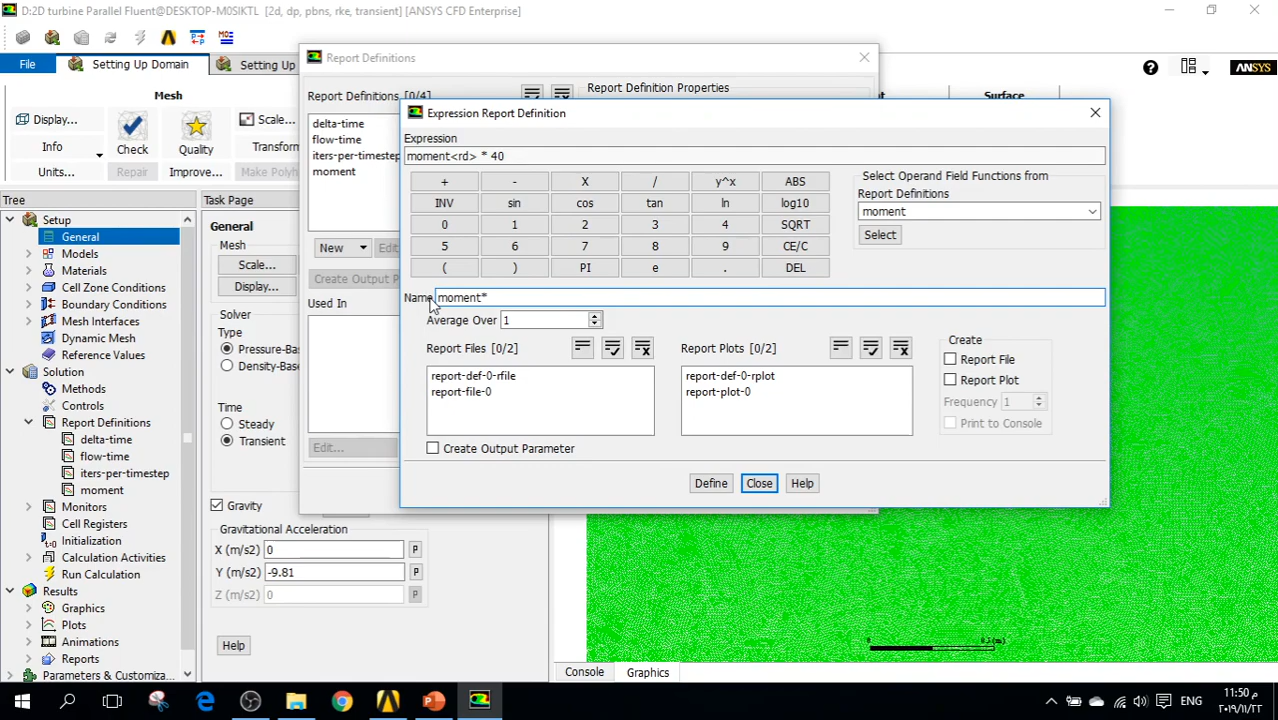 D:2D turbine Parallel Fluent@DESKTOP-M0SIKTL [2d, dp, pbns, rke, transient] [ANSYS CFD Enterprise]
File
Setting Up Domain
Setting Up
ANSYS
Mesh
Surface
Display...
Info
Units...
Check
Repair
Quality
Improve...
Scale...
Transform
Make Polyh
Tree
Setup
General
Models
Materials
Cell Zone Conditions
Boundary Conditions
Mesh Interfaces
Dynamic Mesh
Reference Values
Solution
Methods
Controls
Report Definitions
delta-time
flow-time
iters-per-timestep
moment
Monitors
Cell Registers
Initialization
Calculation Activities
Run Calculation
Results
Graphics
Plots
Animations
Reports
Parameters & Customiza...
Task Page
General
Mesh
Scale...
Display...
Solver
Type
Pressure-Bas
Density-Base
Time
Steady
Transient
Gravity
Gravitational Acceleration
X (m/s2) 0 P
Y (m/s2) -9.81 P
Z (m/s2) 0 P
Help
Report Definitions
Report Definitions [0/4]
Report Definition Properties
delta-time
flow-time
iters-per-timestep
moment
New
Edit
Create Output P
Used In
Edit...
Expression Report Definition
Expression
moment<rd> * 40
+ - X / y^x ABS
INV sin cos tan ln log10
0 1 2 3 4 SQRT
5 6 7 8 9 CE/C
( ) PI e . DEL
Select Operand Field Functions from
Report Definitions
moment
Select
Name moment*
Average Over 1
Report Files [0/2]
report-def-0-rfile
report-file-0
Report Plots [0/2]
report-def-0-rplot
report-plot-0
Create
Report File
Report Plot
Frequency 1
Print to Console
Create Output Parameter
Define Close Help
0 0.3 (m)
Console Graphics
ENG
11:50 م
٢٠١٩/١١/٢٢